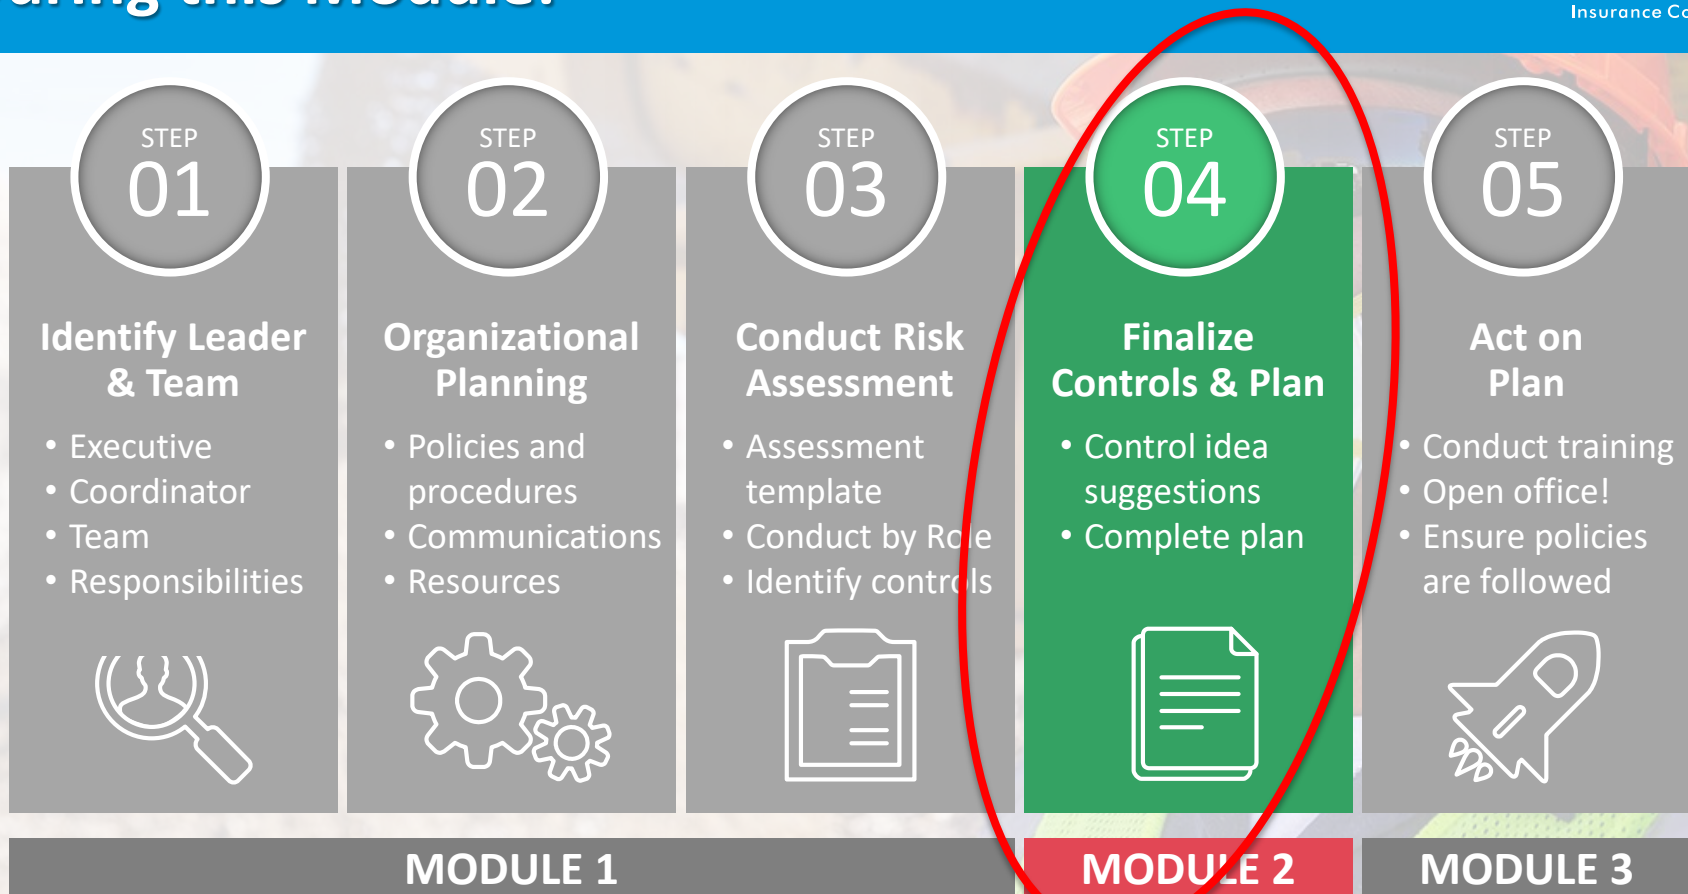 this Module:
Insurance
STEP
01
Identify Leader
& Team
• Executive
• Coordinator
• Team
• Responsibilities
STEP
02
Organizational
Planning
• Policies and
procedures
• Communications
• Resources
STEP
03
Conduct Risk
Assessment
• Assessment
template
• Conduct by Role
• Identify controls
STEP
04
Finalize
Controls & Plan
• Control idea
suggestions
• Complete plan
STEP
05
Act on
Plan
• Conduct training
• Open office!
• Ensure policies
are followed
MODULE 1
MODULE 2
MODULE 3